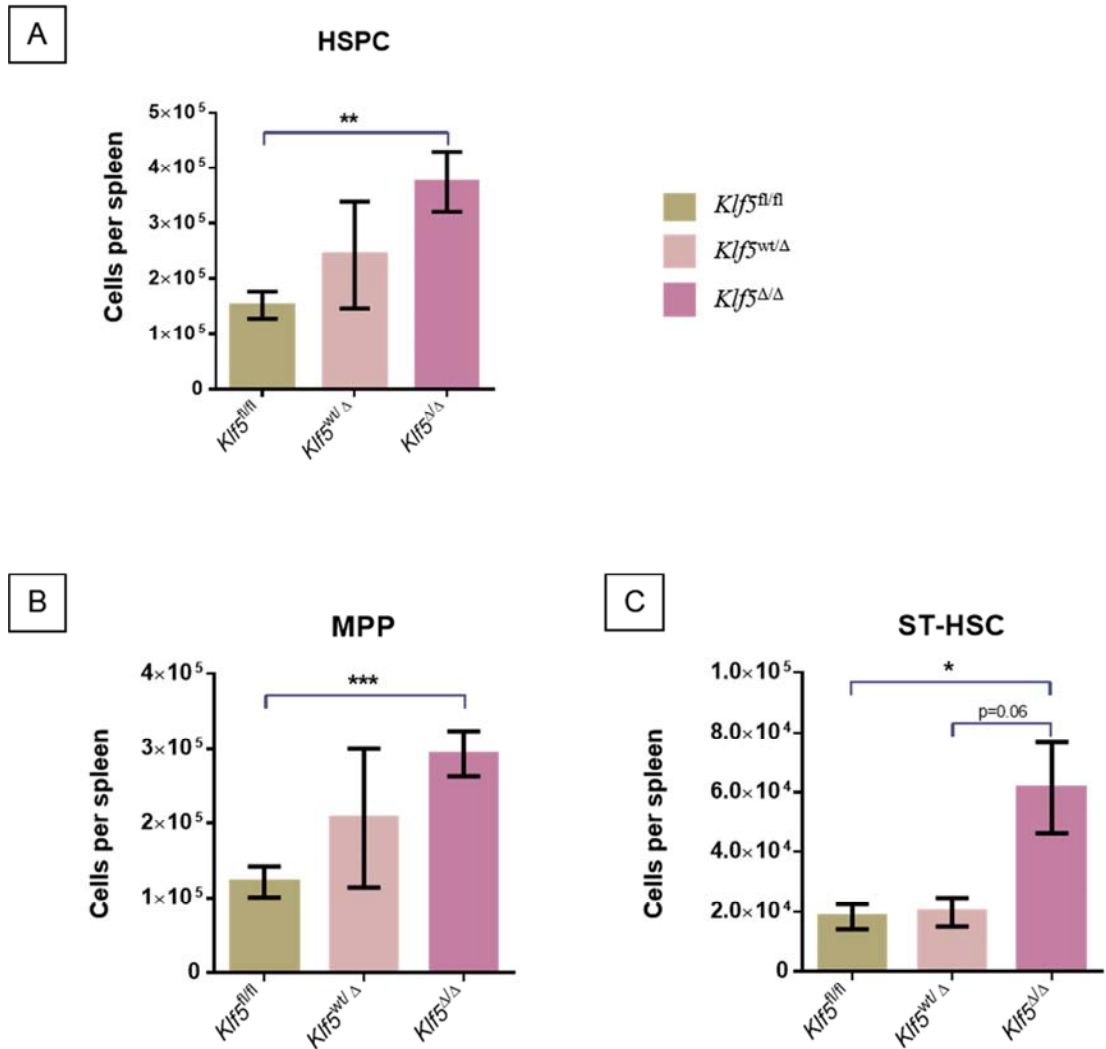 A
HSPC
Cells per spleen
5×10⁵
4×10⁵
3×10⁵
2×10⁵
1×10⁵
0
**
Klf5fl/fl
Klf5wt/Δ
Klf5Δ/Δ
Klf5fl/fl
Klf5wt/Δ
Klf5Δ/Δ
B
MPP
Cells per spleen
4×10⁵
3×10⁵
2×10⁵
1×10⁵
0
***
Klf5fl/fl
Klf5wt/Δ
Klf5Δ/Δ
C
ST-HSC
Cells per spleen
1.0×10⁵
8.0×10⁴
6.0×10⁴
4.0×10⁴
2.0×10⁴
0
*
p=0.06
Klf5fl/fl
Klf5wt/Δ
Klf5Δ/Δ